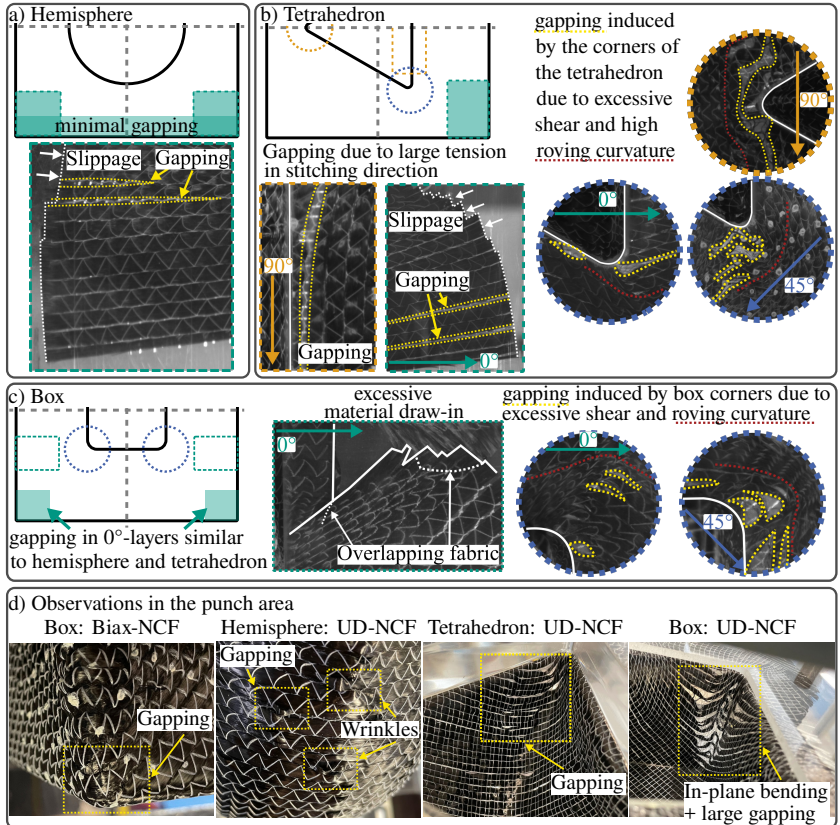 a) Hemisphere
minimal gapping
Slippage
Gapping
b) Tetrahedron
Gapping due to large tension
in stitching direction
90°
Gapping
Slippage
Gapping
0°
gapping induced
by the corners of
the tetrahedron
due to excessive
shear and high
roving curvature
90°
0°
45°
c) Box
gapping in 0°-layers similar
to hemisphere and tetrahedron
excessive
material draw-in
0°
Overlapping fabric
gapping induced by box corners due to
excessive shear and roving curvature
0°
45°
d) Observations in the punch area
Box: Biax-NCF
Gapping
Hemisphere: UD-NCF
Gapping
Wrinkles
Tetrahedron: UD-NCF
Gapping
Box: UD-NCF
In-plane bending
+ large gapping